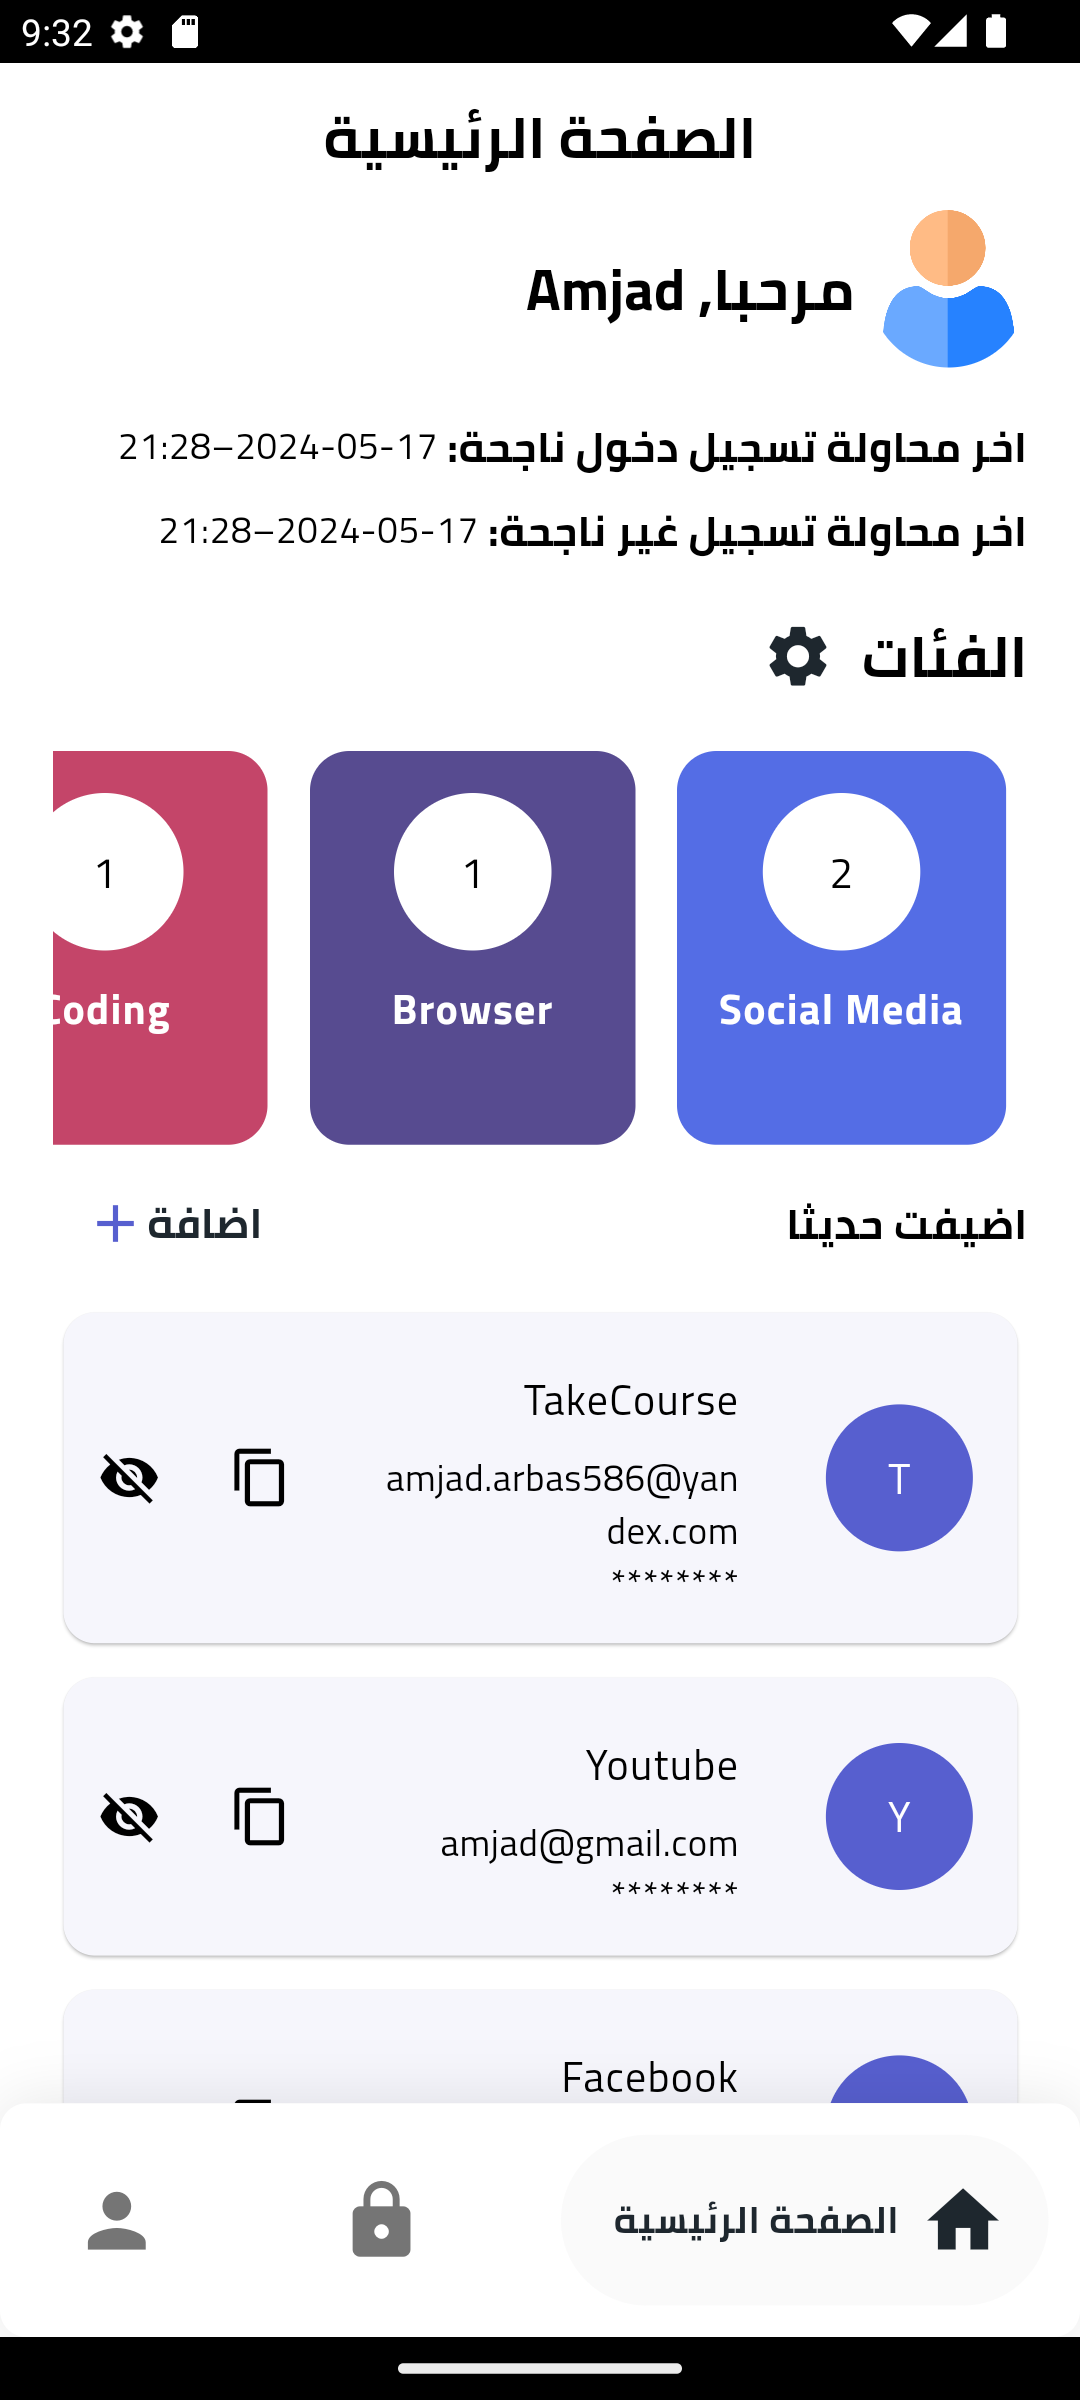 9:32
الصفحة الرئيسية
مرحبا, Amjad
اخر محاولة تسجيل دخول ناجحة: 21:28–2024-05-17
اخر محاولة تسجيل غير ناجحة: 21:28–2024-05-17
الفئات
2
1
1
Social Media
Browser
Coding
اضيفت حديثا
اضافة
TakeCourse
T
amjad.arbas586@yan
dex.com
********
Youtube
Y
amjad@gmail.com
********
Facebook
الصفحة الرئيسية